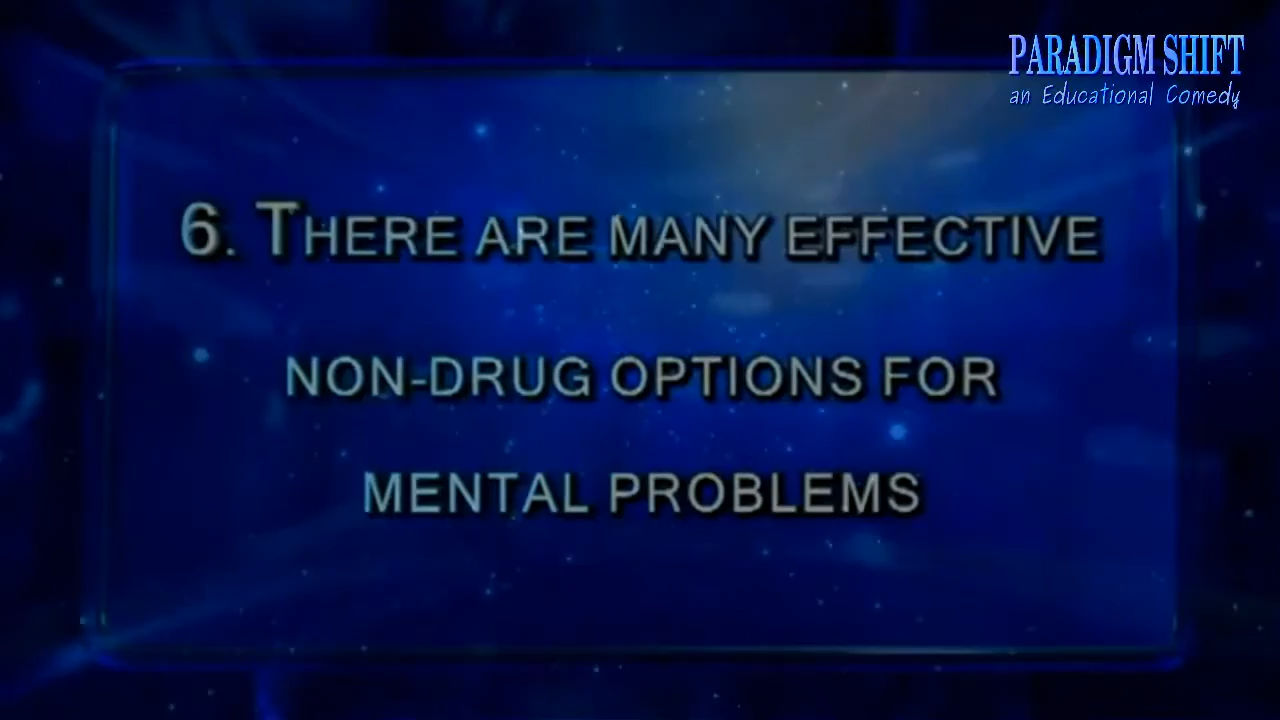 PARADIGM SHIFT
an Educational Comedy
6. THERE ARE MANY EFFECTIVE
NON-DRUG OPTIONS FOR
MENTAL PROBLEMS